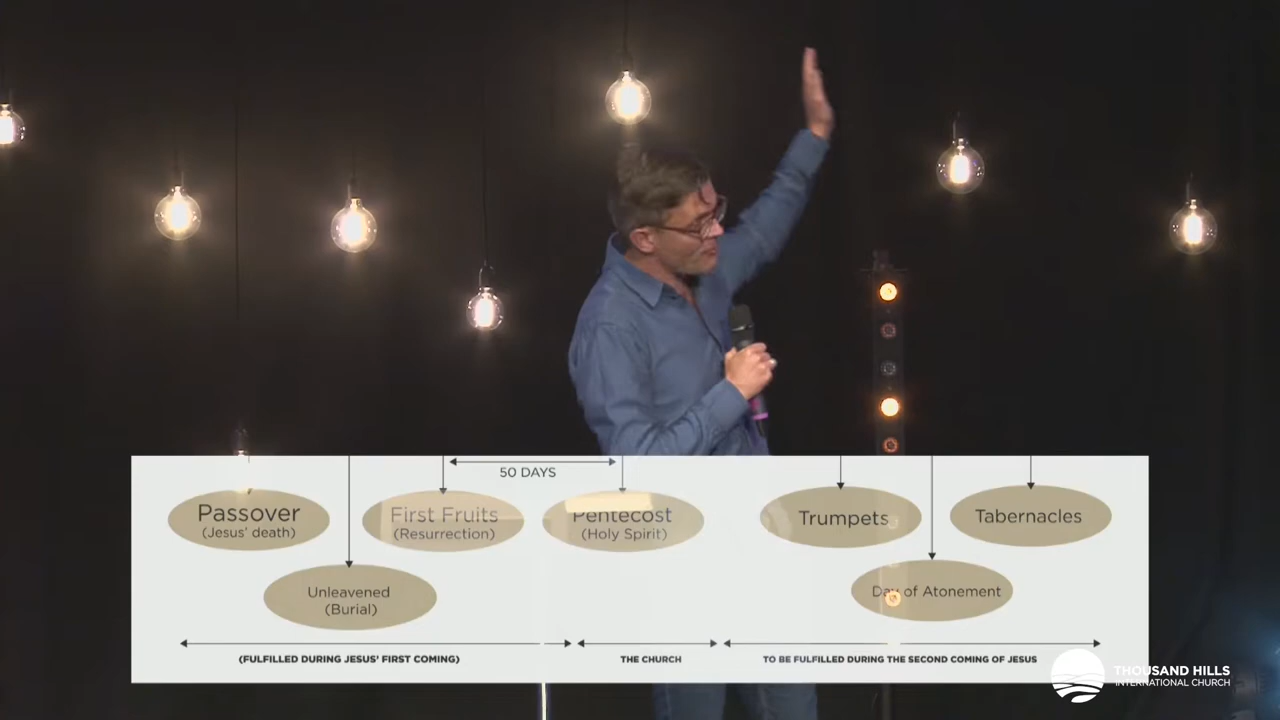 50 DAYS
Passover
(Jesus' death)
First Fruits
(Resurrection)
Pentecost
(Holy Spirit)
Trumpets
Tabernacles
Unleavened
(Burial)
Day of Atonement
(FULFILLED DURING JESUS' FIRST COMING)
THE CHURCH
TO BE FULFILLED DURING THE SECOND COMING OF JESUS
THOUSAND HILLS
INTERNATIONAL CHURCH